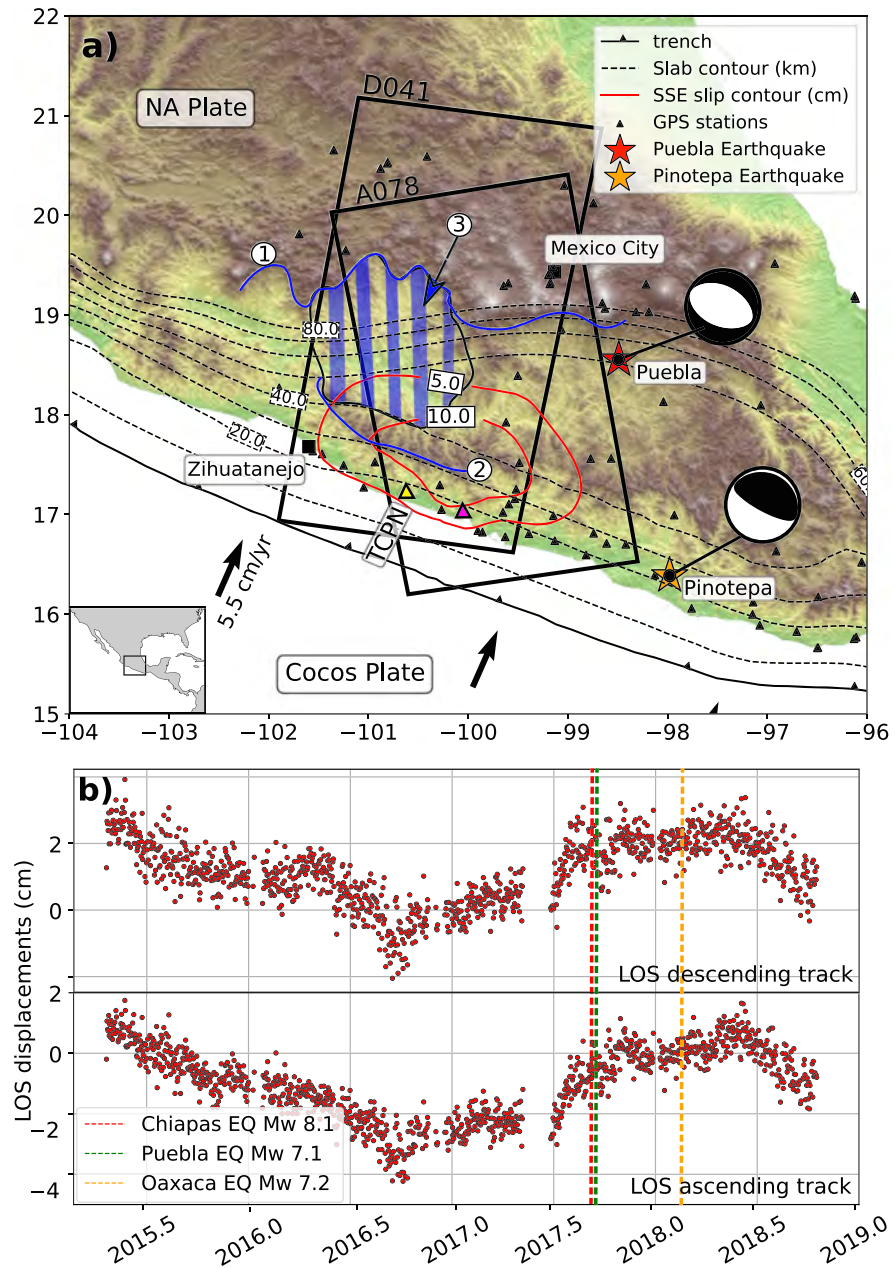 22
21
20
19
18
17
16
15
a)
NA Plate
D041
A078
trench
Slab contour (km)
SSE slip contour (cm)
GPS stations
Puebla Earthquake
Pinotepa Earthquake
1
3
Mexico City
80.0
5.0
Puebla
40.0
10.0
20.0
60
Zihuatanejo
2
TCPN
5.5 cm/yr
Pinotepa
Cocos Plate
−104
−103
−102
−101
−100
−99
−98
−97
−96
b)
LOS displacements (cm)
2
0
LOS descending track
2
0
−2
−4
Chiapas EQ Mw 8.1
Puebla EQ Mw 7.1
Oaxaca EQ Mw 7.2
LOS ascending track
2015.5
2016.0
2016.5
2017.0
2017.5
2018.0
2018.5
2019.0